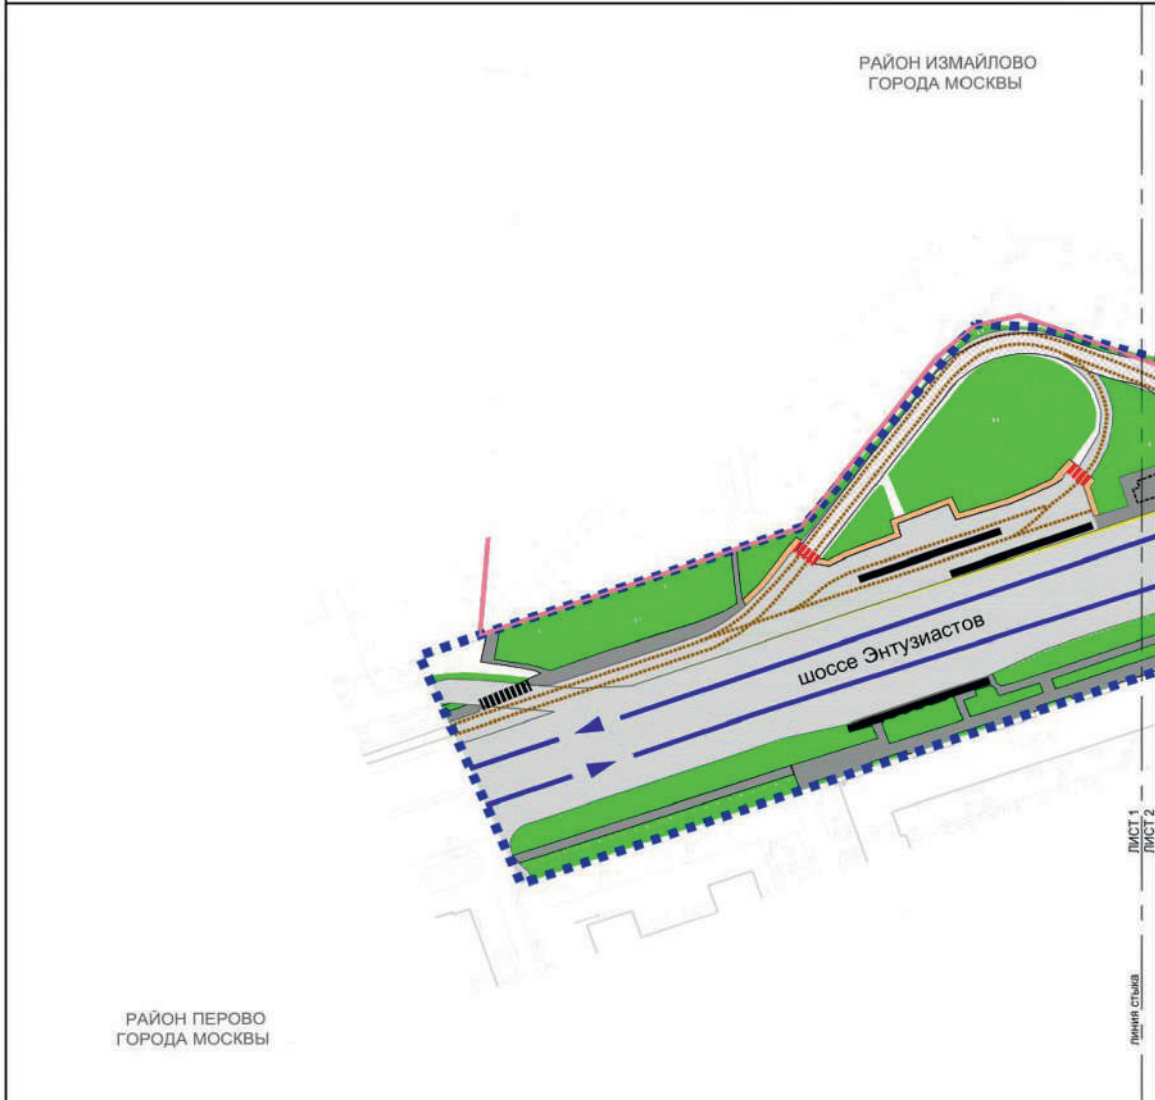 РАЙОН ИЗМАЙЛОВО
ГОРОДА МОСКВЫ
шоссе Энтузиастов
ЛИСТ 1
ЛИСТ 2
линия стыка
РАЙОН ПЕРОВО
ГОРОДА МОСКВЫ